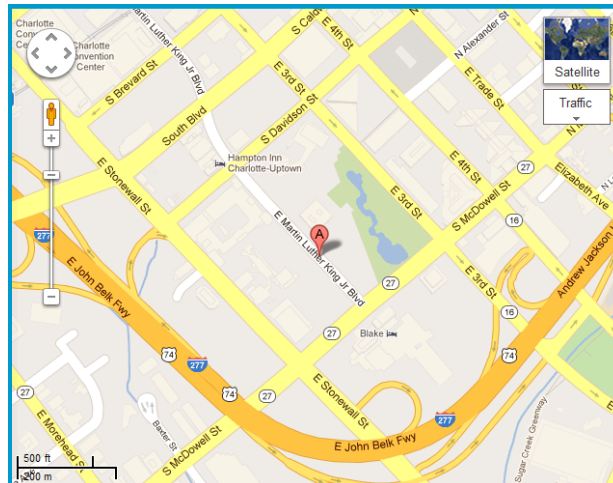 Charlotte
Convention
Center
Charlotte
Convention
Center
S Caldwell
E 4th St
N Alexander St
Satellite
Traffic
S Brevard St
E Martin Luther King Jr Blvd
E 3rd St
E Trade St
South Blvd
S Davidson St
E 4th St
27
Elizabeth Ave
E Stonewall St
Hampton Inn
Charlotte-Uptown
E 3rd St
S McDowell St
16
A
277
E Martin Luther King Jr Blvd
E 3rd St
27
Andrew Jackson
E John Belk Fwy
27
Blake
16
74
277
74
74
27
27
E Stonewall St
277
E Morehead St
Baxter St
S McDowell St
E John Belk Fwy
Sugar Creek Greenway
500 ft
200 m